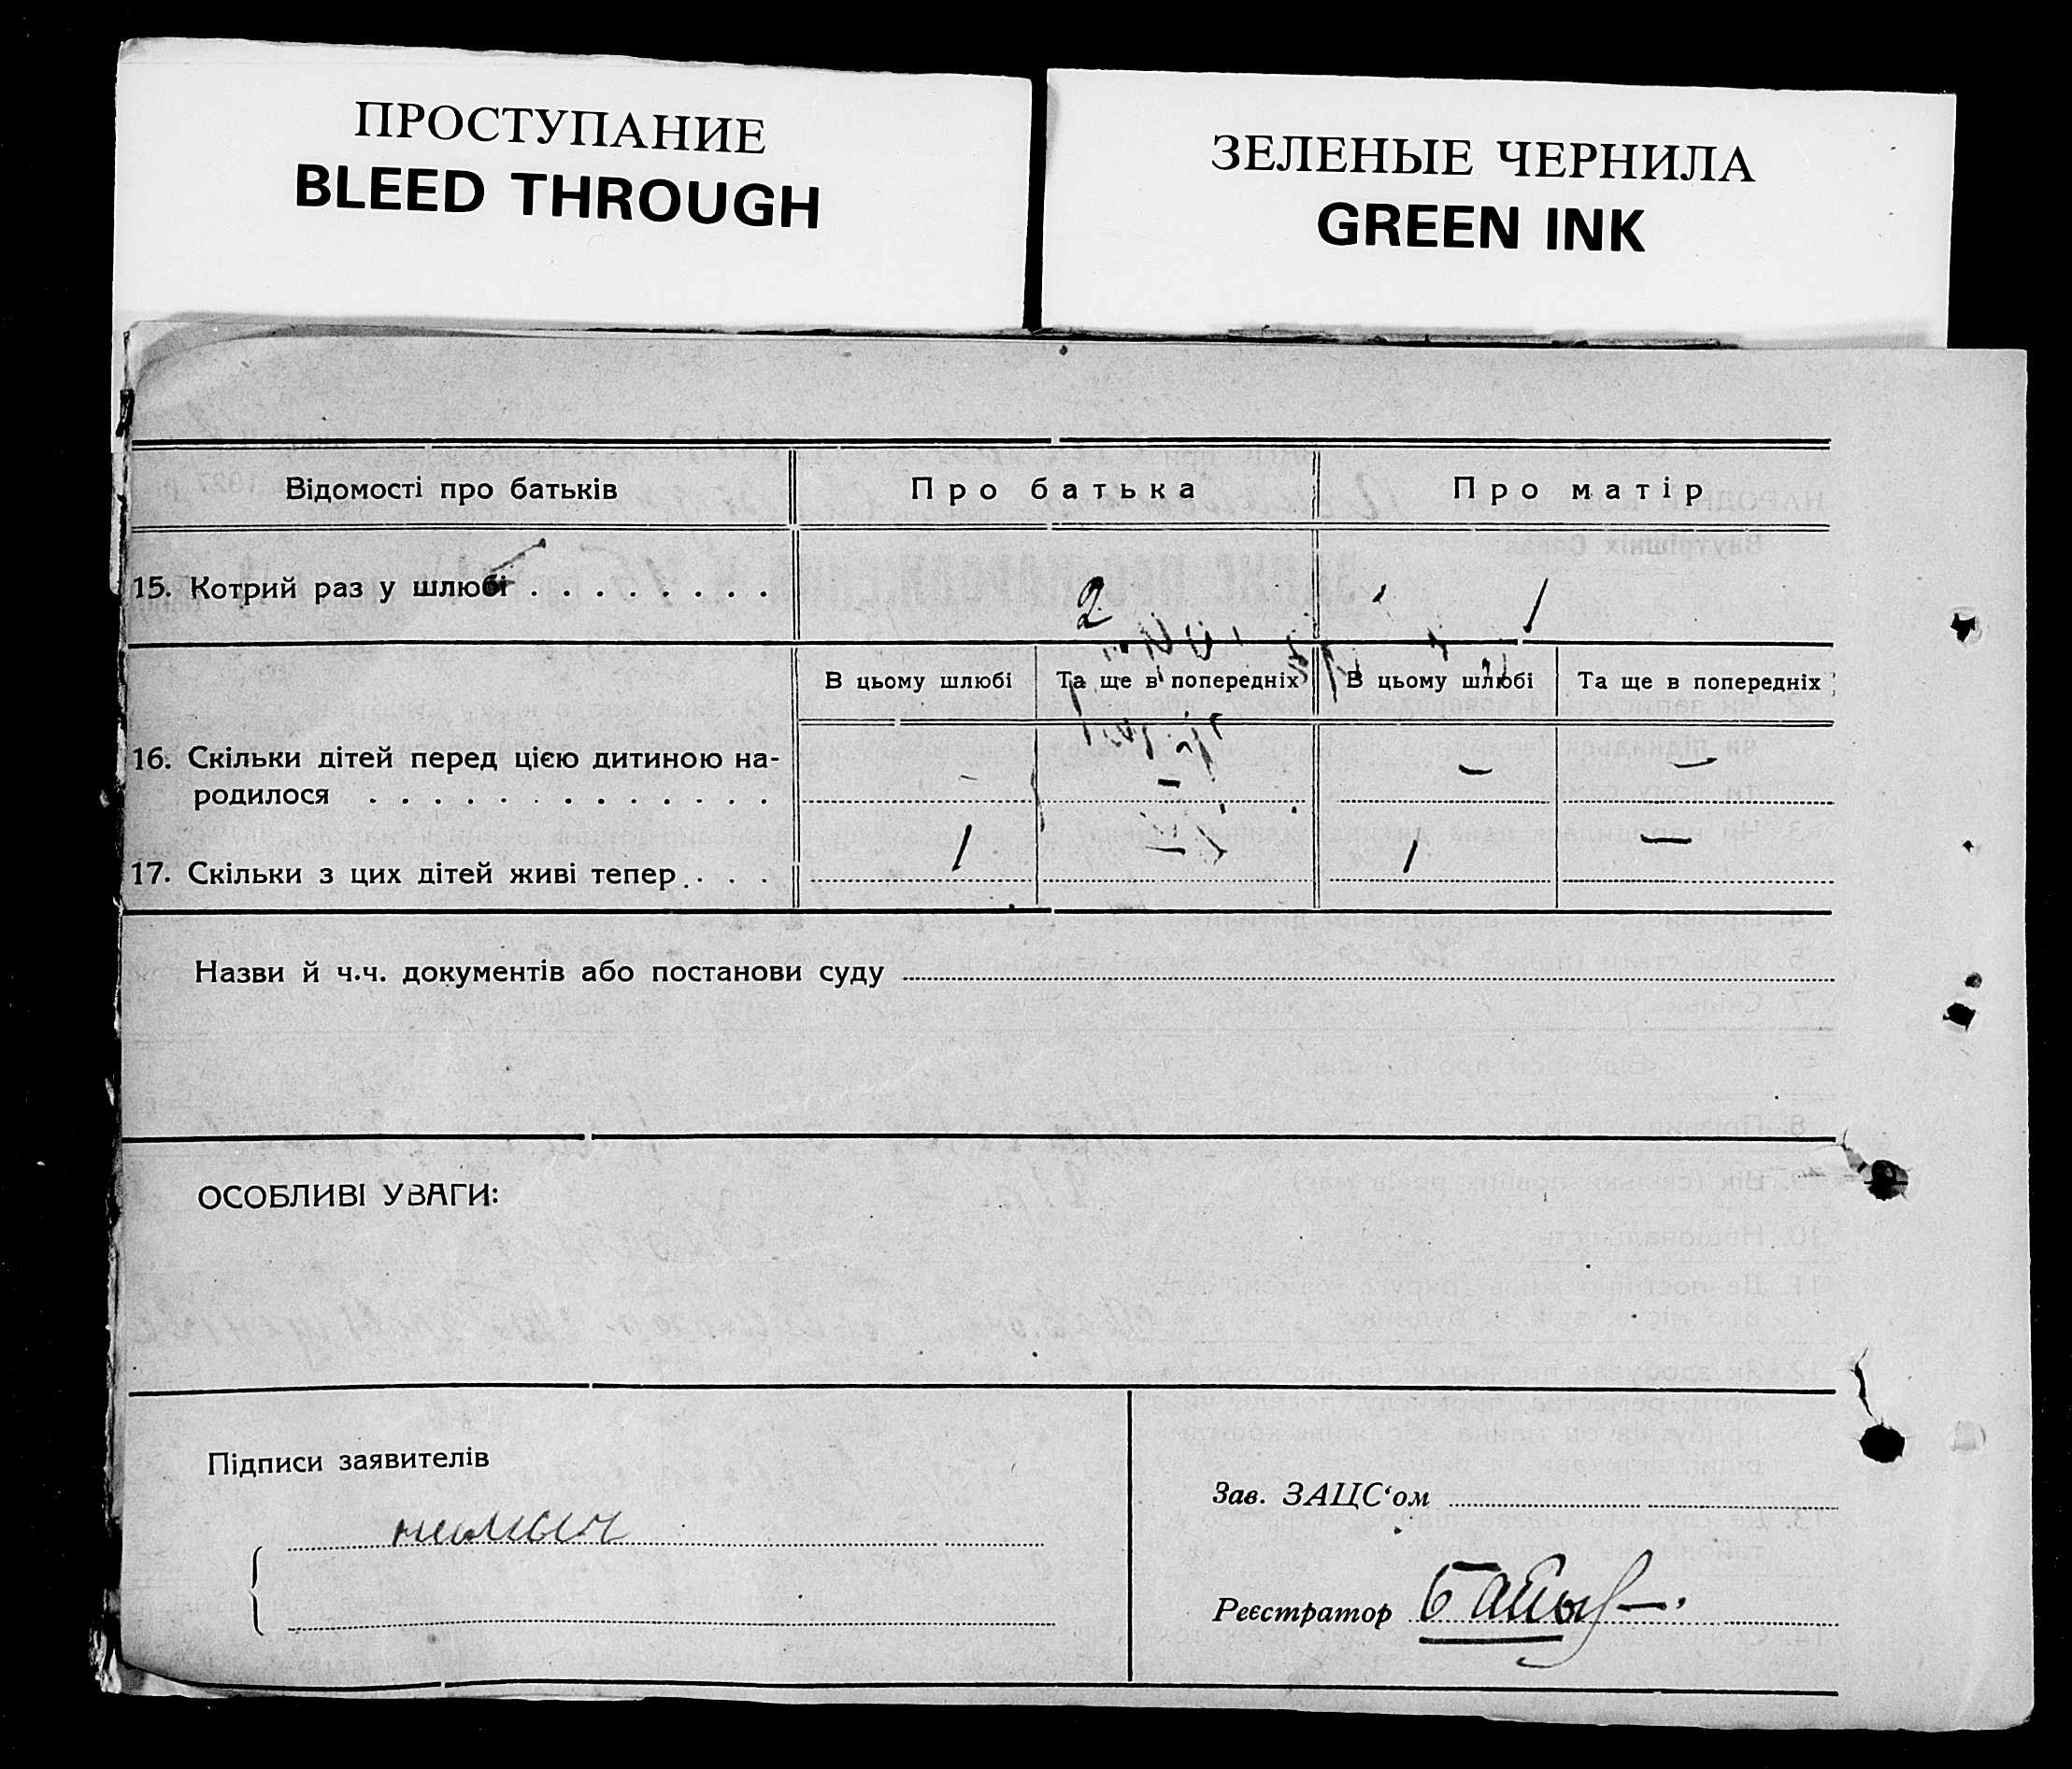 ПРОСТУПАНИЕ
BLEED THROUGH
ЗЕЛЕНЫЕ ЧЕРНИЛА
GREEN INK
Відомості про батьків Про батька Про матір
15. Котрий раз у шлюбі . . . . . . . . 2 1
В цьому шлюбі Та ще в попередніх В цьому шлюбі Та ще в попередніх
16. Скільки дітей перед цією дитиною на-
родилося . . . . . . . . . . . . . – – – –
17. Скільки з цих дітей живі тепер . . . 1 – 1 –
Назви й ч.ч. документів або постанови суду
ОСОБЛИВІ УВАГИ:
Підписи заявителів
Зав. ЗАЦС‘ом
Реєстратор